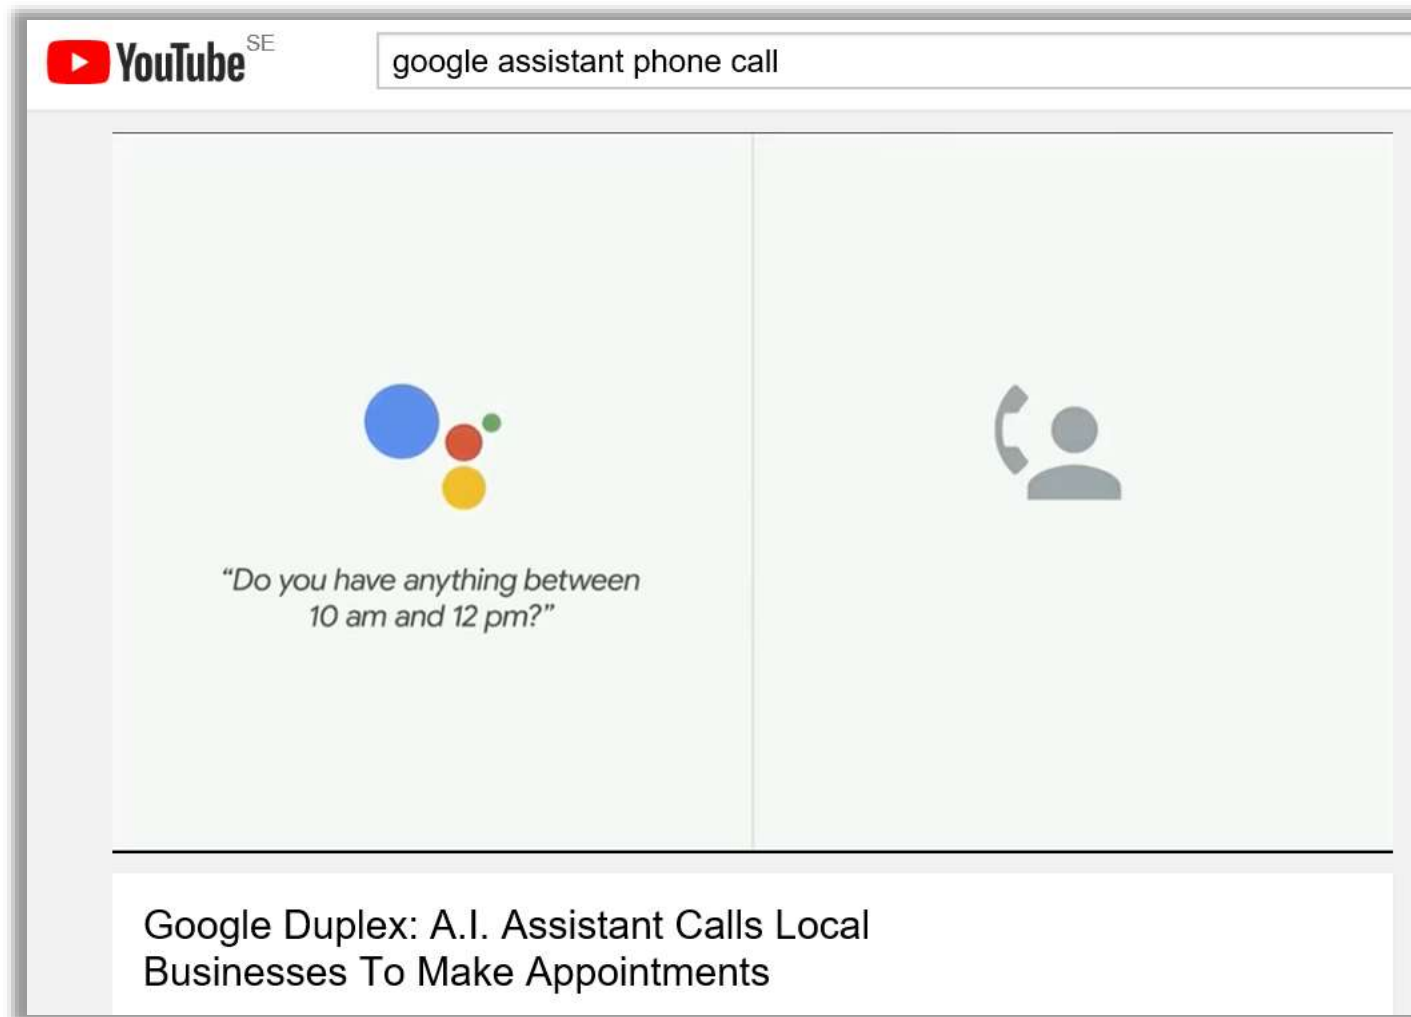 YouTube SE
google assistant phone call
“Do you have anything between
10 am and 12 pm?”
Google Duplex: A.I. Assistant Calls Local
Businesses To Make Appointments